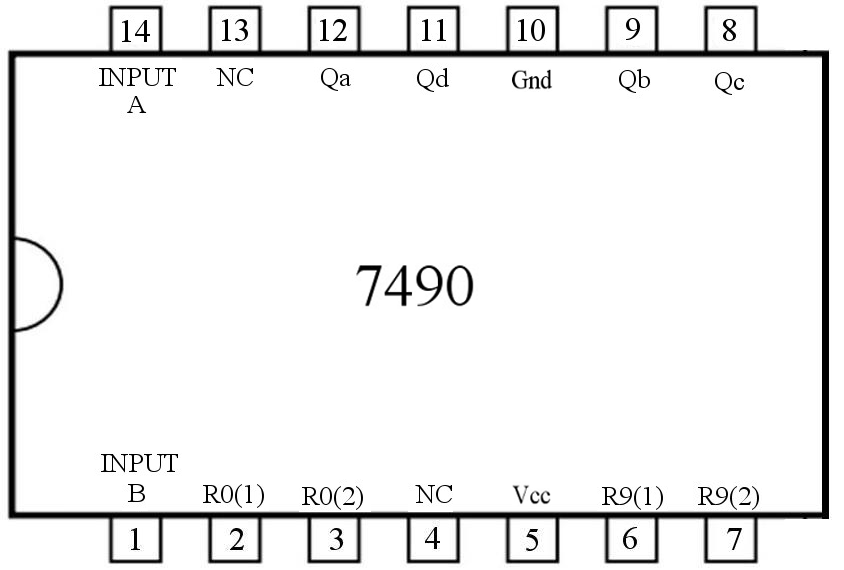 14 13 12 11 10 9 8
INPUT NC Qa Qd Gnd Qb Qc
A
7490
INPUT
B R0(1) R0(2) NC Vcc R9(1) R9(2)
1 2 3 4 5 6 7